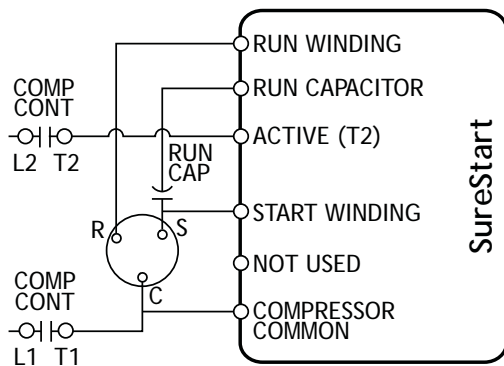 RUN WINDING
RUN CAPACITOR
COMP
CONT
ACTIVE (T2)
L2 T2
RUN
CAP
START WINDING
R S
NOT USED
C
COMP
CONT
COMPRESSOR
COMMON
L1 T1
SureStart